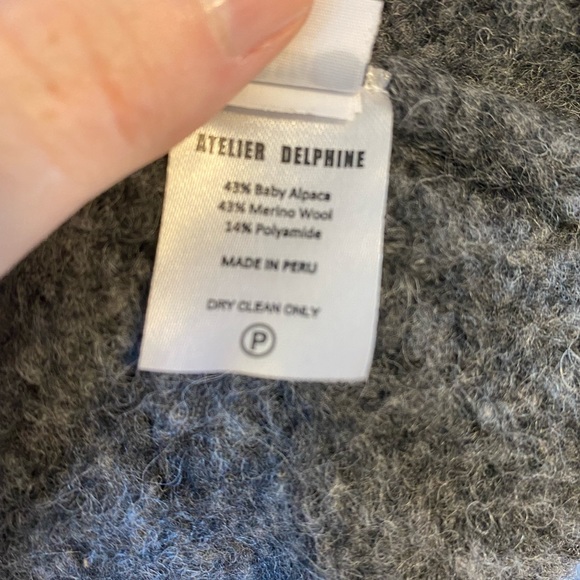 ATELIER DELPHINE
43% Baby Alpaca
43% Merino Wool
14% Polyamide
MADE IN PERU
DRY CLEAN ONLY
P